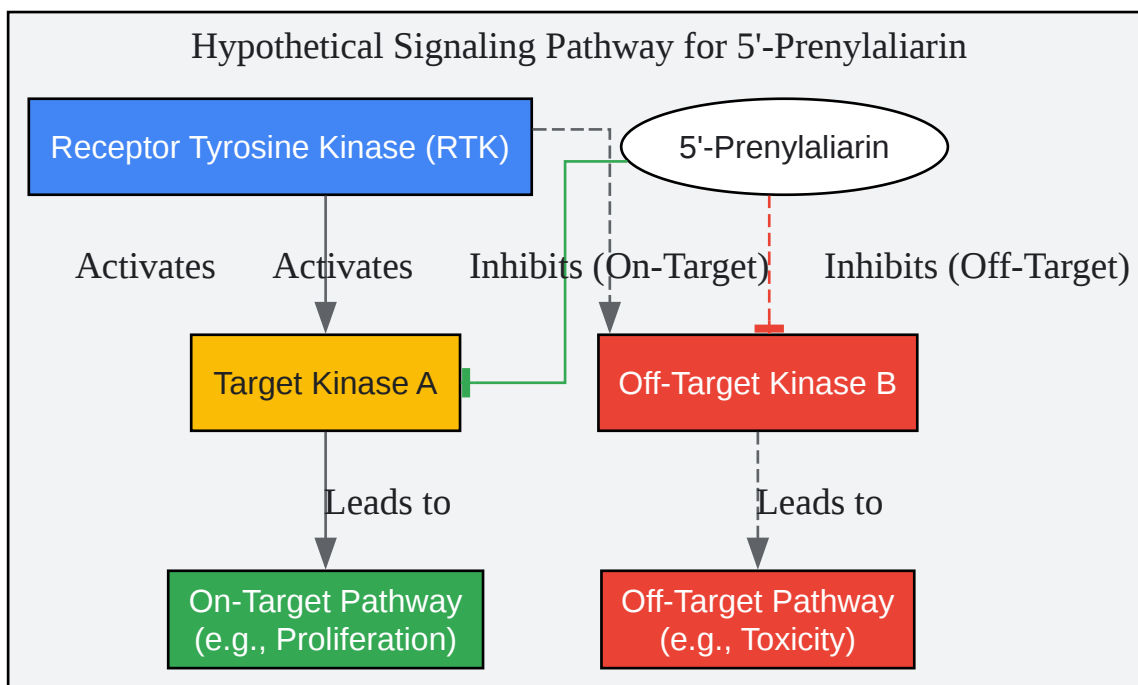 Hypothetical Signaling Pathway for 5'-Prenylaliarin
Receptor Tyrosine Kinase (RTK)
5'-Prenylaliarin
Activates
Activates
Inhibits (On-Target)
Inhibits (Off-Target)
Target Kinase A
Off-Target Kinase B
Leads to
Leads to
On-Target Pathway
(e.g., Proliferation)
Off-Target Pathway
(e.g., Toxicity)